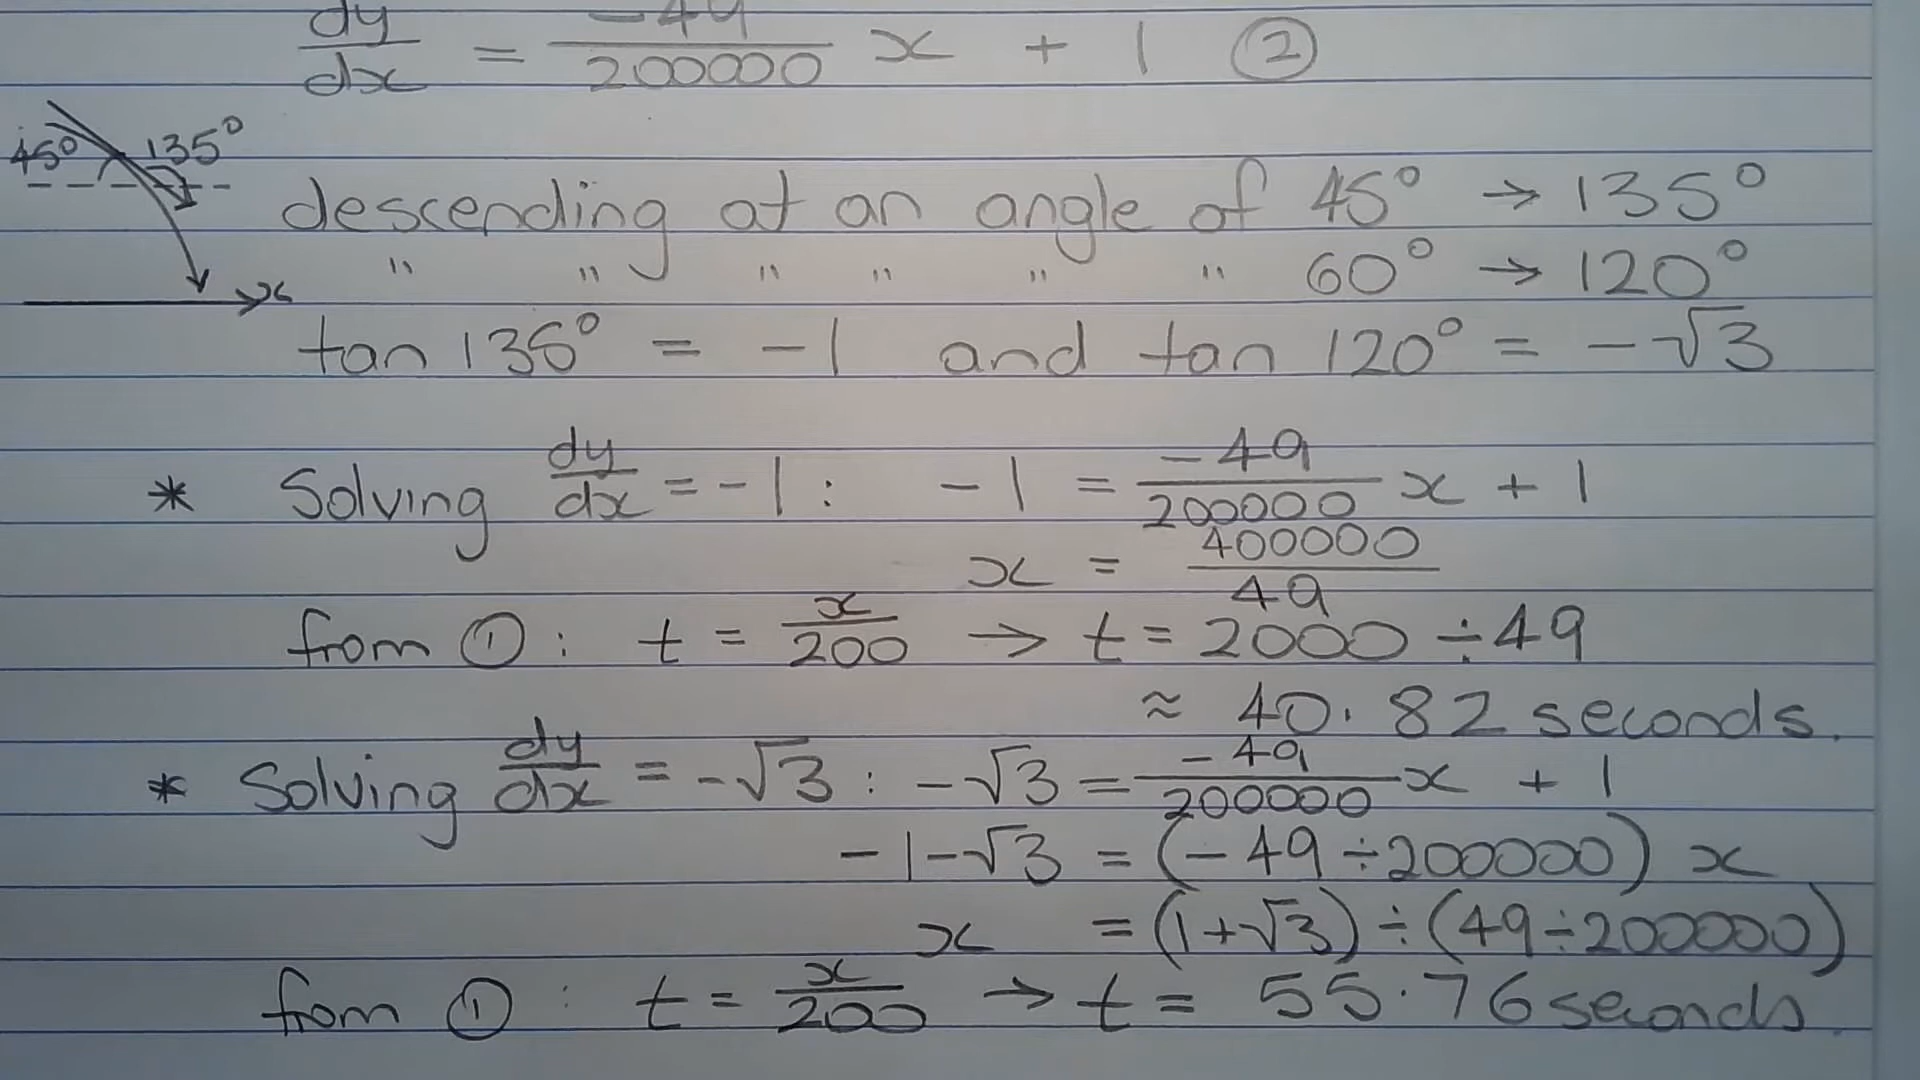 dy/dx = -49/200000 x + 1 ②
45° 135°
descending at an angle of 45° → 135°
" " " " " " 60° → 120°
x
tan 135° = -1 and tan 120° = -√3
* Solving dy/dx = -1 : -1 = -49/200000 x + 1
x = 400000/49
from ① : t = x/200 → t = 2000 ÷ 49
≈ 40.82 seconds.
* Solving dy/dx = -√3 : -√3 = -49/200000 x + 1
-1-√3 = (-49÷200000) x
x = (1+√3) ÷ (49÷200000)
from ① : t = x/200 → t = 55.76 seconds.